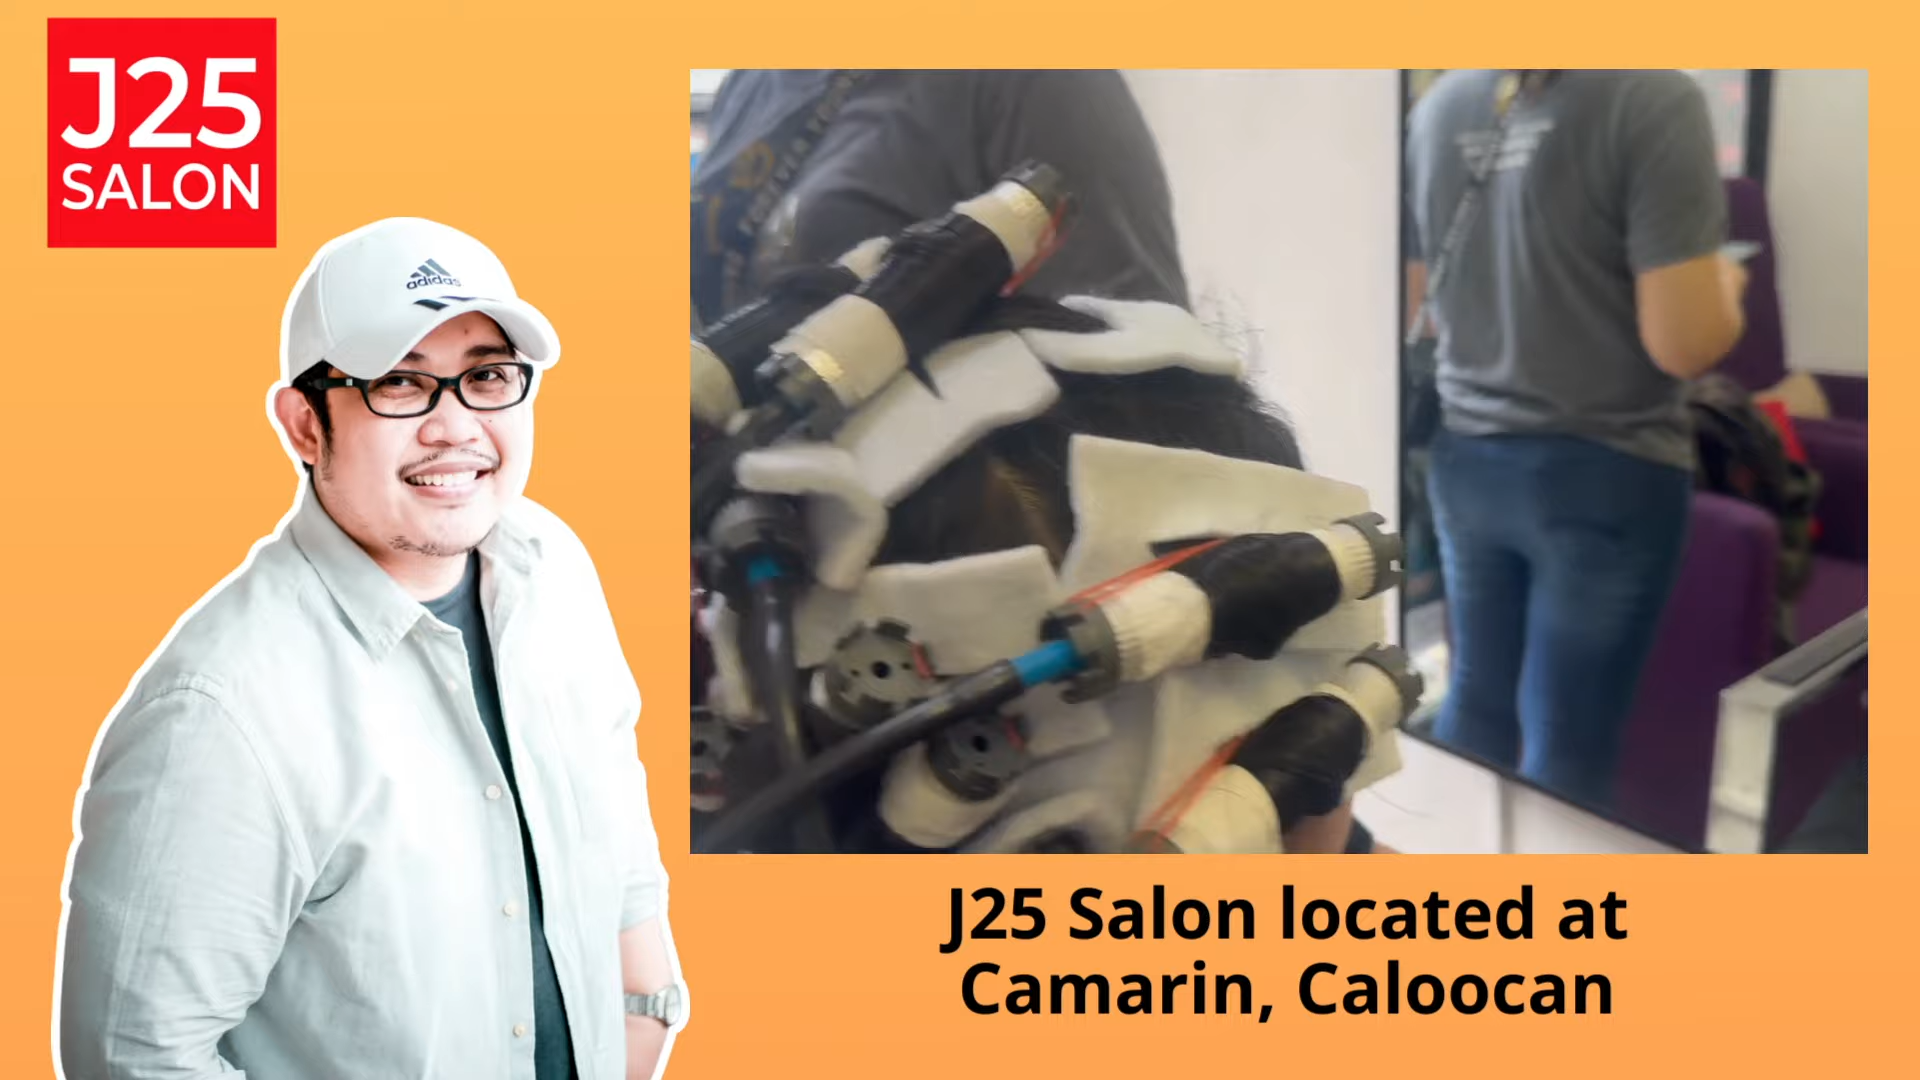 J25
SALON
adidas
J25 Salon located at
Camarin, Caloocan